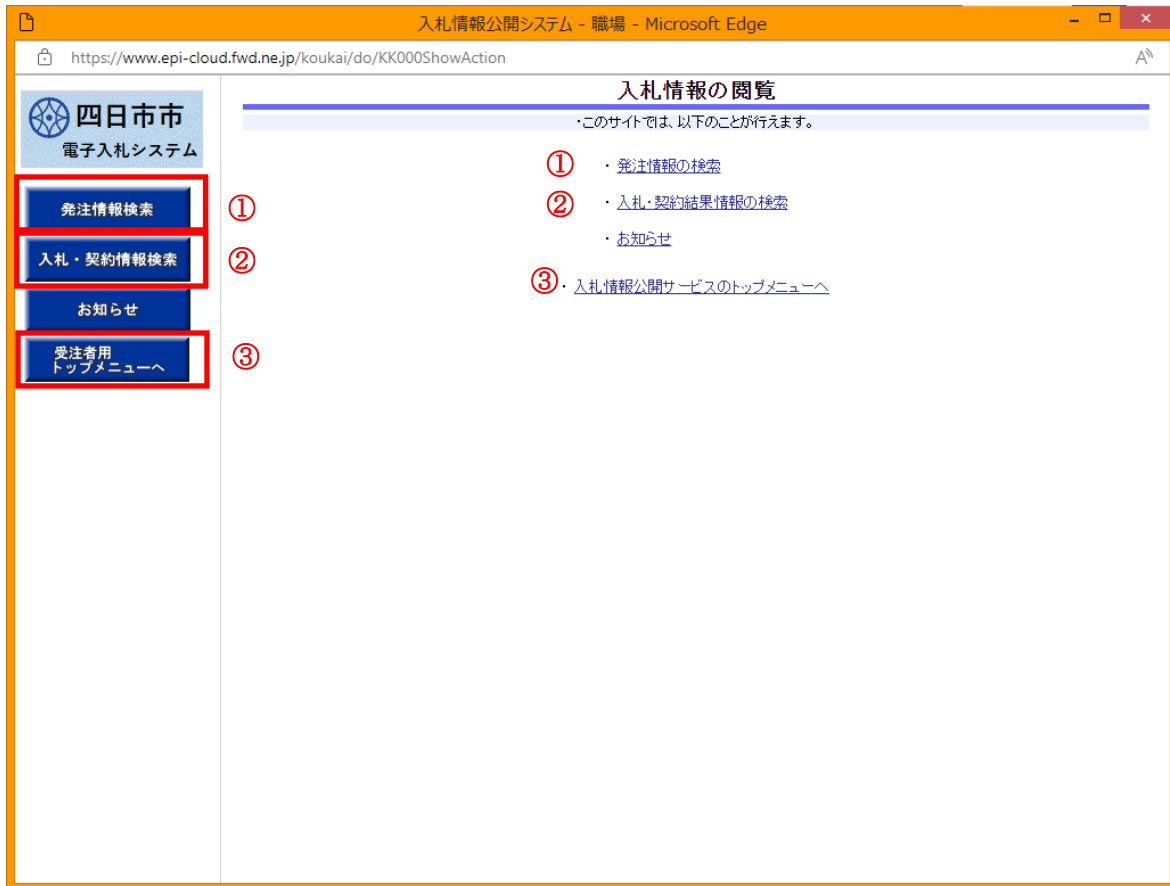 入札情報公開システム - 職場 - Microsoft Edge
https://www.epi-cloud.fwd.ne.jp/koukai/do/KK000ShowAction
四日市市
電子入札システム
発注情報検索
①
入札・契約情報検索
②
お知らせ
受注者用
トップメニューへ
③
入札情報の閲覧
・このサイトでは、以下のことが行えます。
① ・ 発注情報の検索
② ・ 入札・契約結果情報の検索
・ お知らせ
③・ 入札情報公開サービスのトップメニューへ